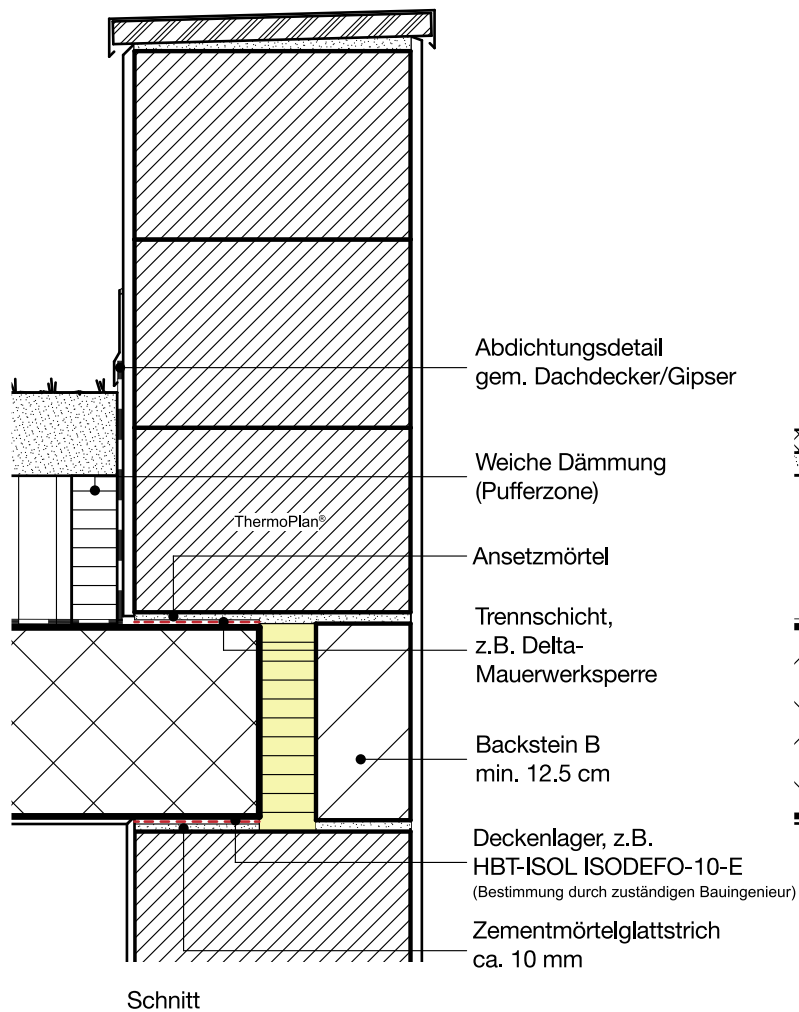 Abdichtungsdetail
gem. Dachdecker/Gipser
Weiche Dämmung
(Pufferzone)
ThermoPlan®
Ansetzmörtel
Trennschicht,
z.B. Delta-
Mauerwerksperre
Backstein B
min. 12.5 cm
Deckenlager, z.B.
HBT-ISOL ISODEFO-10-E
(Bestimmung durch zuständigen Bauingenieur)
Zementmörtelglattstrich
ca. 10 mm
Schnitt